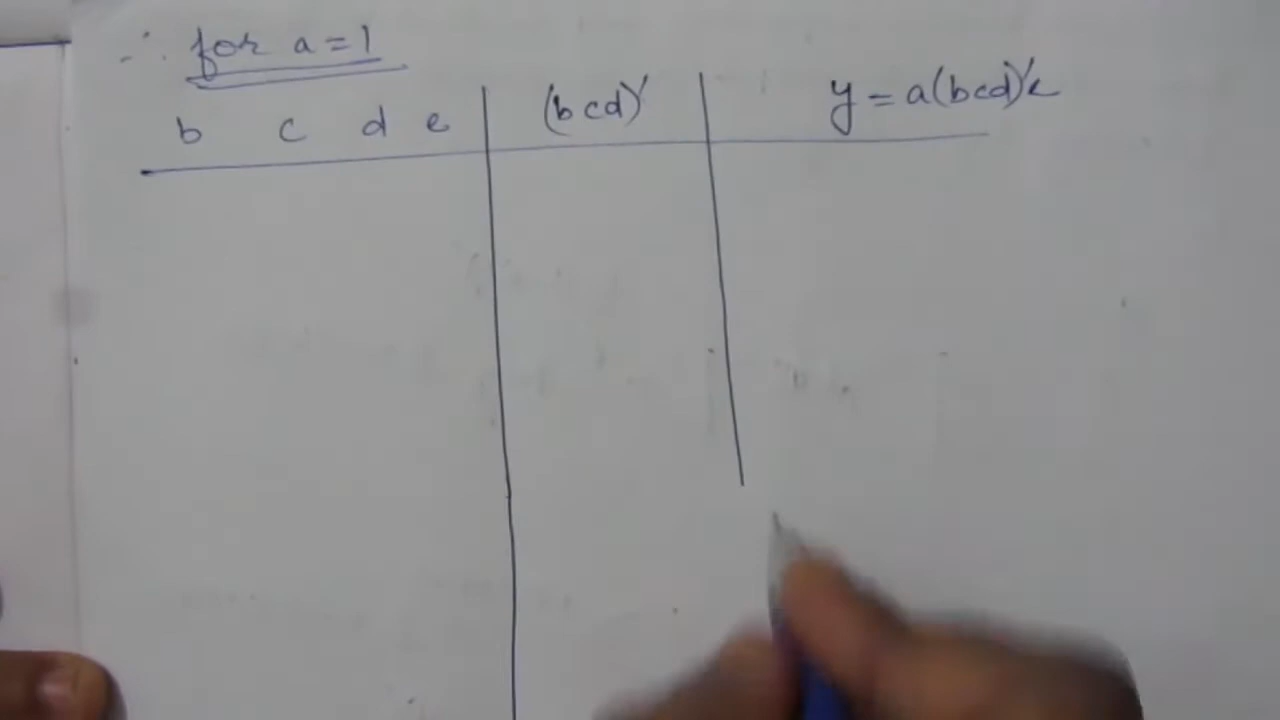 ∴ for a = 1
b c d e (bcd)' y = a(bcd)'e